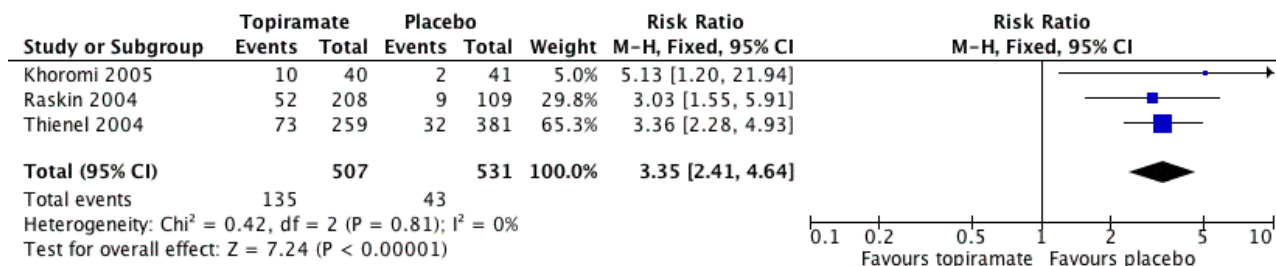 Topiramate Placebo Risk Ratio Risk Ratio
Study or Subgroup Events Total Events Total Weight M-H, Fixed, 95% CI M-H, Fixed, 95% CI
Khoromi 2005 10 40 2 41 5.0% 5.13 [1.20, 21.94]
Raskin 2004 52 208 9 109 29.8% 3.03 [1.55, 5.91]
Thienel 2004 73 259 32 381 65.3% 3.36 [2.28, 4.93]
Total (95% CI) 507 531 100.0% 3.35 [2.41, 4.64]
Total events 135 43
Heterogeneity: Chi² = 0.42, df = 2 (P = 0.81); I² = 0%
Test for overall effect: Z = 7.24 (P < 0.00001)
0.1 0.2 0.5 1 2 5 10
Favours topiramate Favours placebo